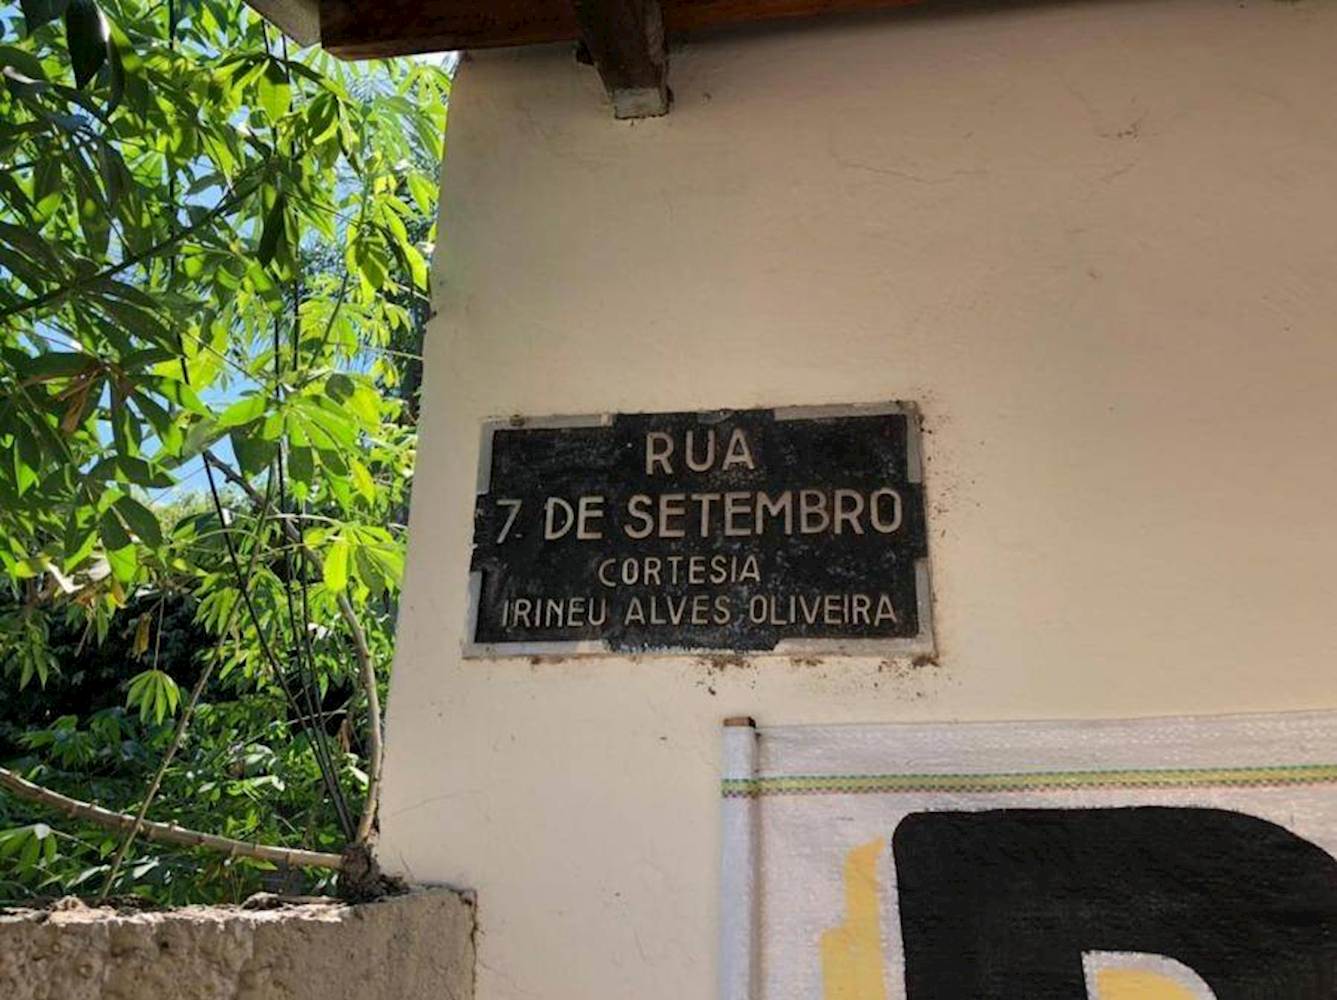 RUA
7 DE SETEMBRO
CORTESIA
IRINEU ALVES OLIVEIRA